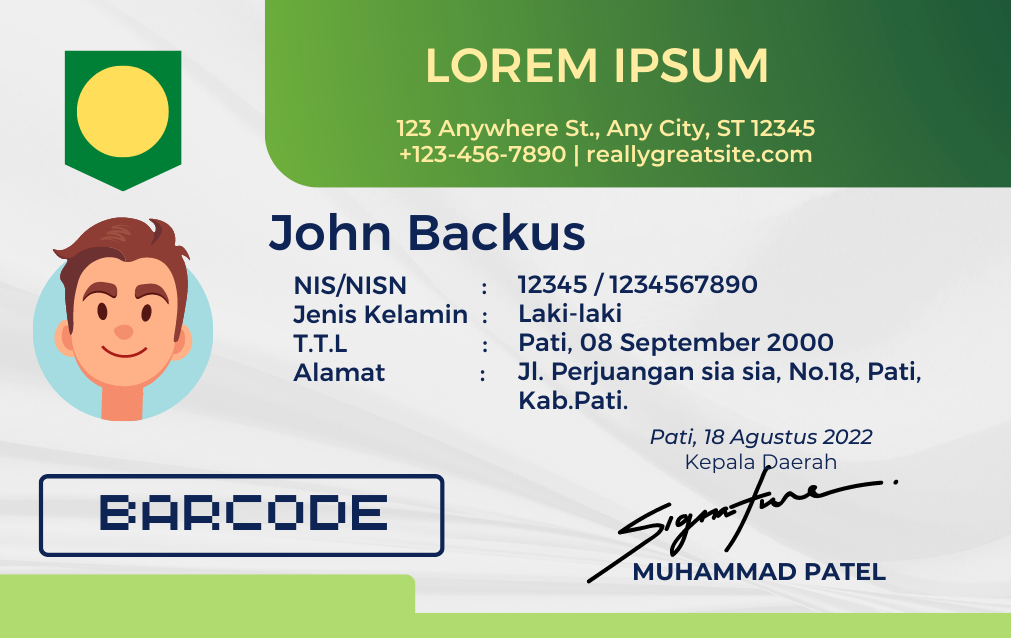 LOREM IPSUM
123 Anywhere St., Any City, ST 12345
+123-456-7890 | reallygreatsite.com
John Backus
NIS/NISN : 12345 / 1234567890
Jenis Kelamin : Laki-laki
T.T.L : Pati, 08 September 2000
Alamat : Jl. Perjuangan sia sia, No.18, Pati,
Kab.Pati.
Pati, 18 Agustus 2022
Kepala Daerah
Signature
MUHAMMAD PATEL
BARCODE